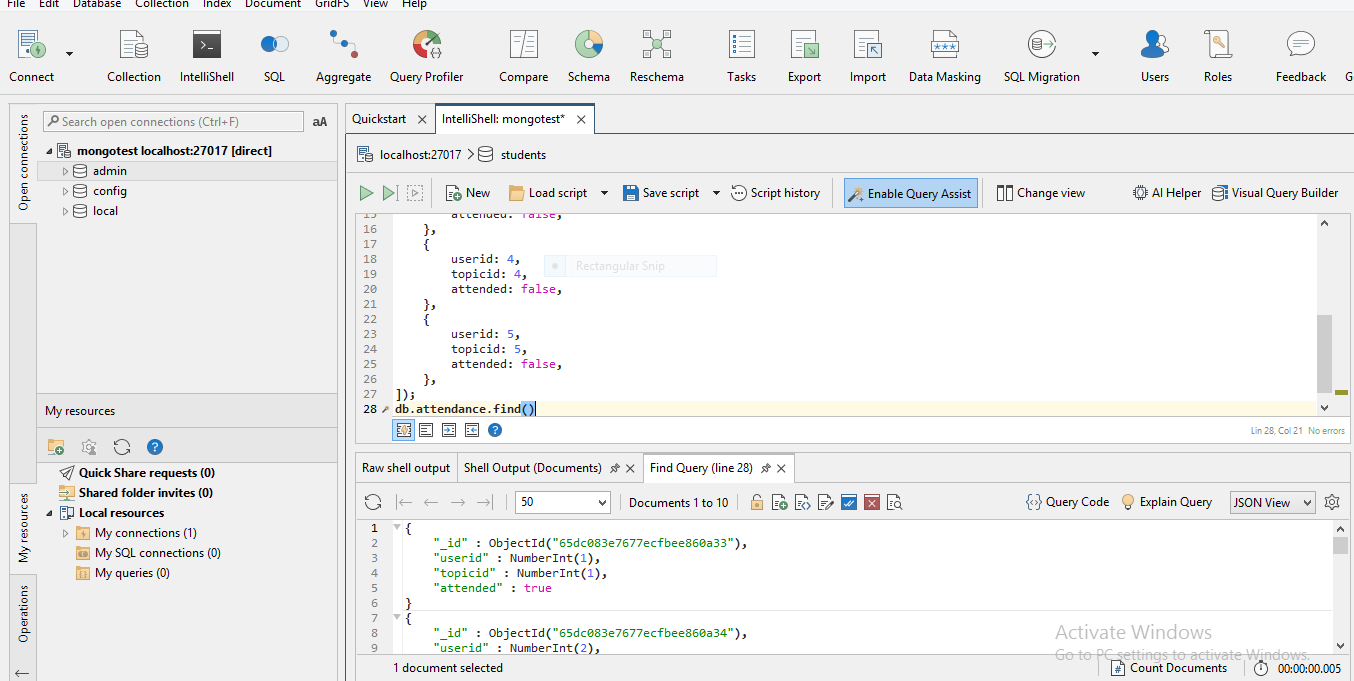 File Edit Database Collection Index Document GridFS View Help
Connect Collection IntelliShell SQL Aggregate Query Profiler Compare Schema Reschema Tasks Export Import Data Masking SQL Migration Users Roles Feedback G
Open connections
Search open connections (Ctrl+F) aA
mongotest localhost:27017 [direct]
admin
config
local
My resources
My resources
Quick Share requests (0)
Shared folder invites (0)
Local resources
My connections (1)
My SQL connections (0)
My queries (0)
Operations
Quickstart IntelliShell: mongotest*
localhost:27017 students
New Load script Save script Script history Enable Query Assist Change view AI Helper Visual Query Builder
15 attended: false,
16 },
17 {
18 userid: 4,
Rectangular Snip
19 topicid: 4,
20 attended: false,
21 },
22 {
23 userid: 5,
24 topicid: 5,
25 attended: false,
26 },
27 ]);
28 db.attendance.find()
Lin 28, Col 21 No errors
Raw shell output Shell Output (Documents) Find Query (line 28)
50 Documents 1 to 10 Query Code Explain Query JSON View
1 {
2 "_id" : ObjectId("65dc083e7677ecfbee860a33"),
3 "userid" : NumberInt(1),
4 "topicid" : NumberInt(1),
5 "attended" : true
6 }
7 {
8 "_id" : ObjectId("65dc083e7677ecfbee860a34"),
9 "userid" : NumberInt(2),
Activate Windows
Go to PC settings to activate Windows.
1 document selected Count Documents 00:00:00.005